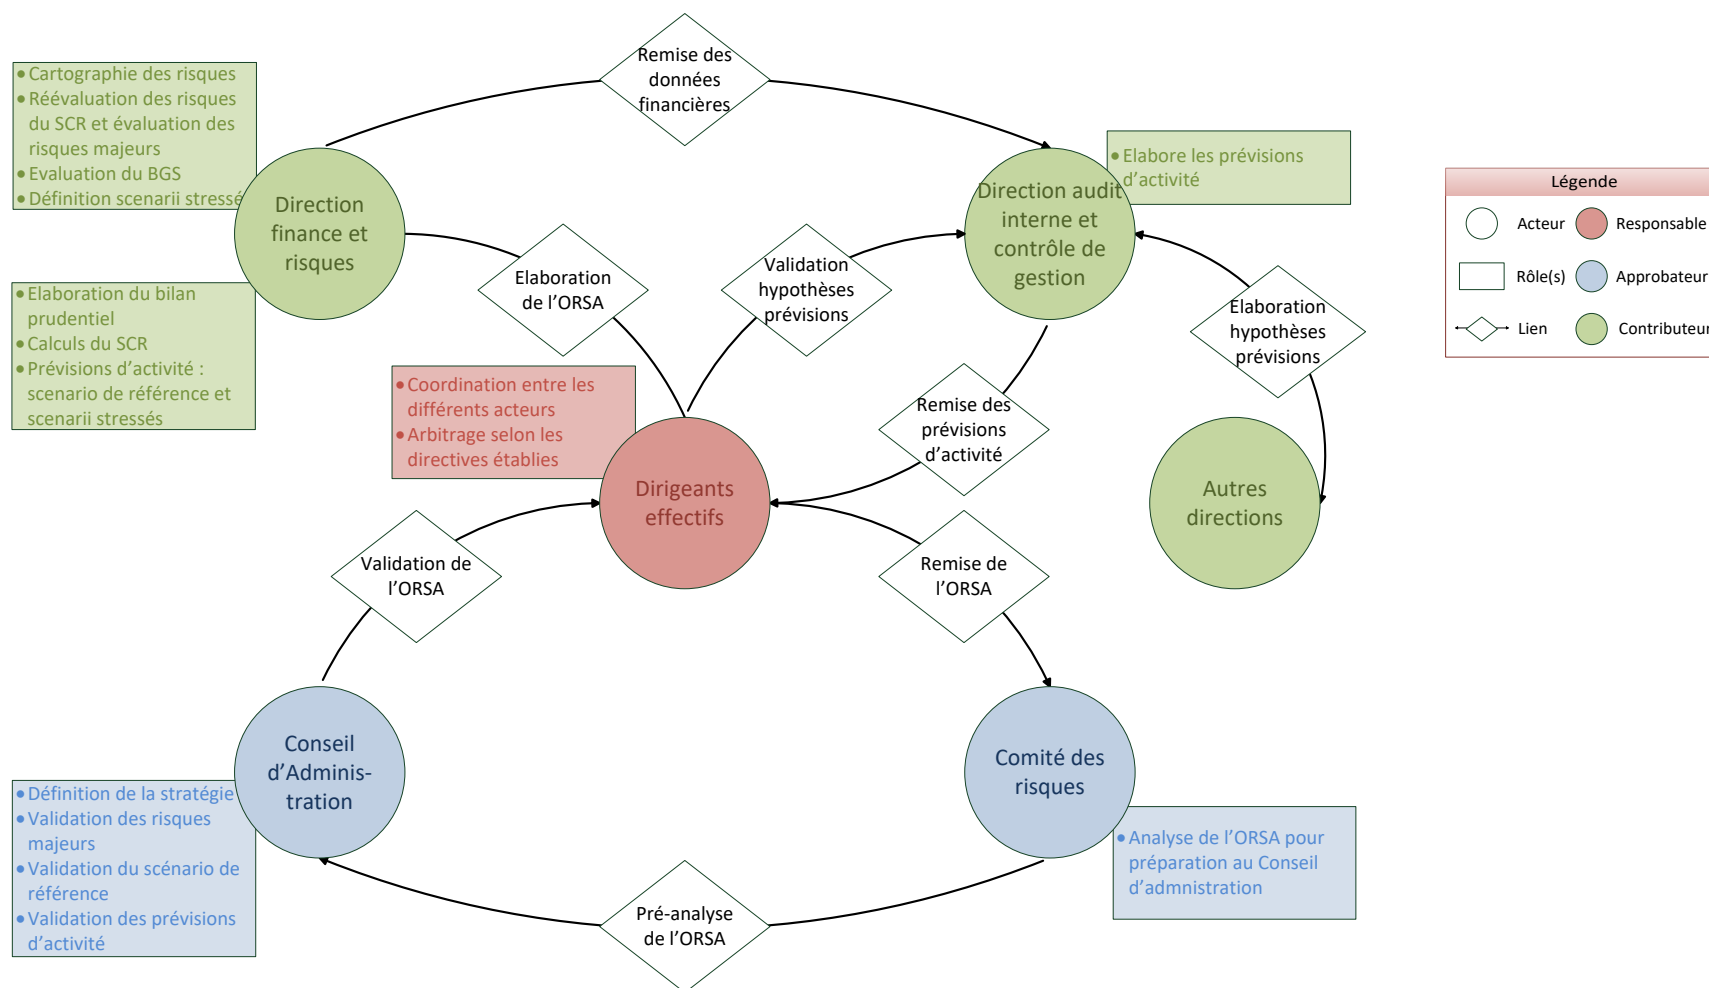 Remise des
données
financières
• Cartographie des risques
• Réévaluation des risques
du SCR et évaluation des
risques majeurs
• Evaluation du BGS
• Définition scenarii stressé
Direction
finance et
risques
• Elaboration du bilan
prudentiel
• Calculs du SCR
• Prévisions d’activité :
scenario de référence et
scenarii stressés
Elaboration
de l’ORSA
Validation
hypothèses
prévisions
Direction audit
interne et
contrôle de
gestion
• Elabore les prévisions
d’activité
Elaboration
hypothèses
prévisions
Légende
Acteur
Responsable
Rôle(s)
Approbateur
Lien
Contributeur
• Coordination entre les
différents acteurs
• Arbitrage selon les
directives établies
Remise des
prévisions
d’activité
Dirigeants
effectifs
Autres
directions
Validation de
l’ORSA
Remise de
l’ORSA
Conseil
d’Adminis-
tration
• Définition de la stratégie
• Validation des risques
majeurs
• Validation du scénario de
référence
• Validation des prévisions
d’activité
Comité des
risques
• Analyse de l’ORSA pour
préparation au Conseil
d’admnistration
Pré-analyse
de l’ORSA